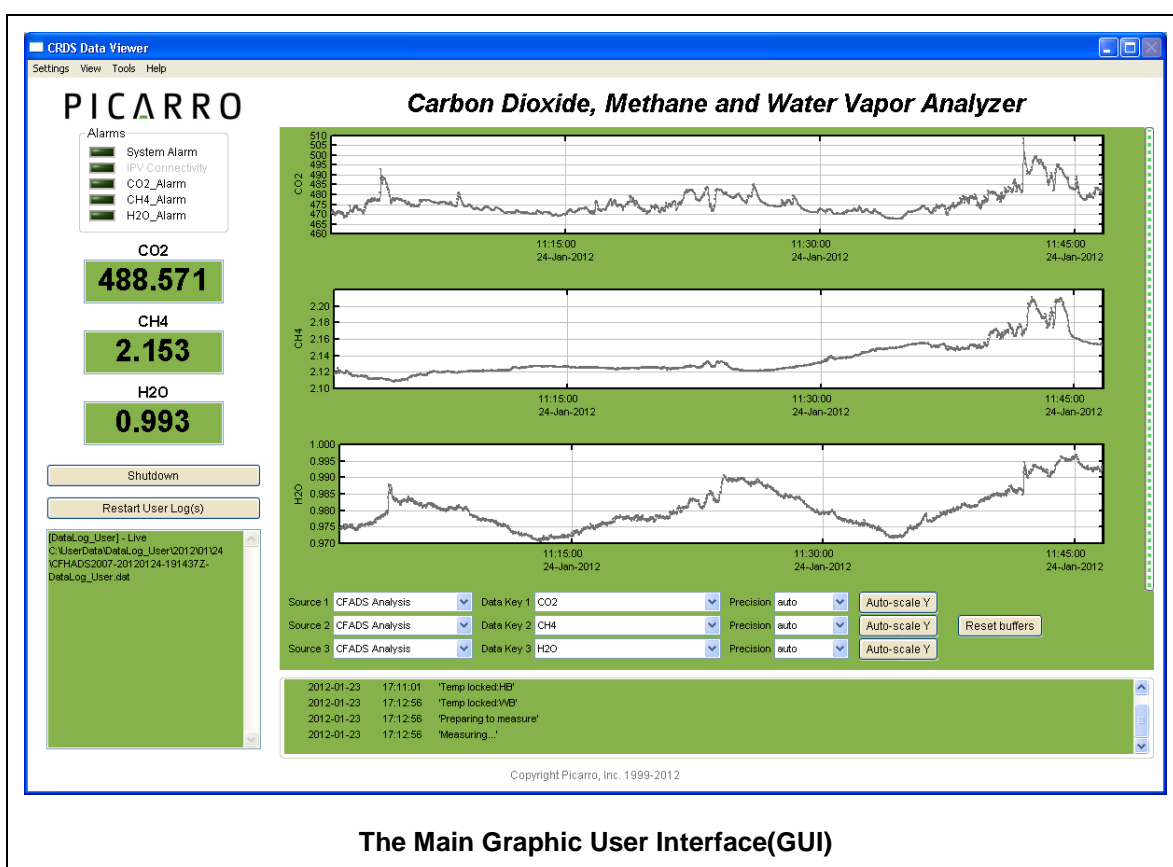 CRDS Data Viewer
Settings View Tools Help
PICARRO
Carbon Dioxide, Methane and Water Vapor Analyzer
Alarms
System Alarm
IPV Connectivity
CO2_Alarm
CH4_Alarm
H2O_Alarm
CO2
488.571
CH4
2.153
H2O
0.993
Shutdown
Restart User Log(s)
[DataLog_User] - Live
C:\UserData\DataLog_User\2012\01\24
\CFHADS2007-20120124-191437Z-
DataLog_User.dat
CO2
510
505
500
495
490
485
480
475
470
465
460
11:15:00 11:30:00 11:45:00
24-Jan-2012 24-Jan-2012 24-Jan-2012
CH4
2.20
2.18
2.16
2.14
2.12
2.10
11:15:00 11:30:00 11:45:00
24-Jan-2012 24-Jan-2012 24-Jan-2012
H2O
1.000
0.995
0.990
0.985
0.980
0.975
0.970
11:15:00 11:30:00 11:45:00
24-Jan-2012 24-Jan-2012 24-Jan-2012
Source 1 CFADS Analysis Data Key 1 CO2 Precision auto Auto-scale Y
Source 2 CFADS Analysis Data Key 2 CH4 Precision auto Auto-scale Y Reset buffers
Source 3 CFADS Analysis Data Key 3 H2O Precision auto Auto-scale Y
2012-01-23 17:11:01 'Temp locked:HB'
2012-01-23 17:12:56 'Temp locked:WB'
2012-01-23 17:12:56 'Preparing to measure'
2012-01-23 17:12:56 'Measuring...'
Copyright Picarro, Inc. 1999-2012
The Main Graphic User Interface(GUI)